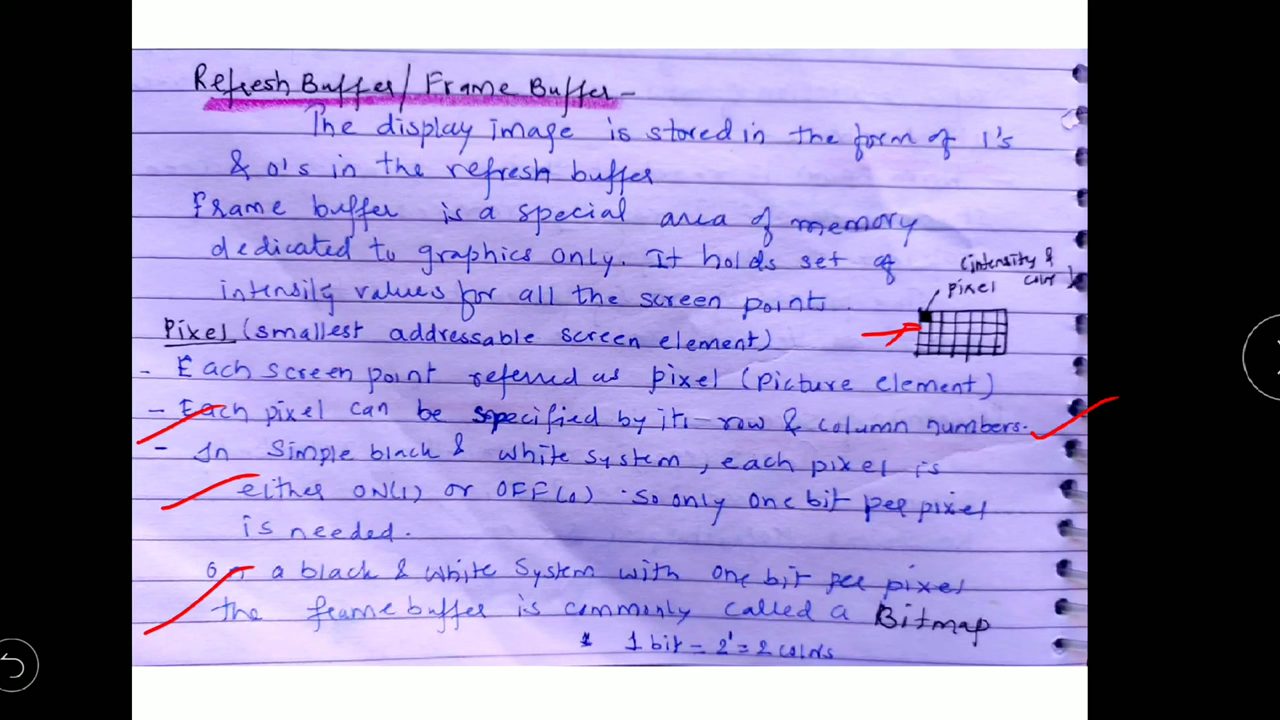 Refresh Buffer/ Frame Buffer -
The display image is stored in the form of 1's
& 0's in the refresh buffer
Frame buffer is a special area of memory
dedicated to graphics only. It holds set of
intensity values for all the screen points.
(intensity &
color)
pixel
Pixel (smallest addressable screen element)
- Each screen point referred as pixel (picture element)
- Each pixel can be specified by its row & column numbers.
- In simple black & white system, each pixel is
either ON(1) or OFF(0). So only one bit per pixel
is needed.
On a black & white system with one bit per pixel
the frame buffer is commonly called a Bitmap
* 1 bit = 2¹ = 2 colors